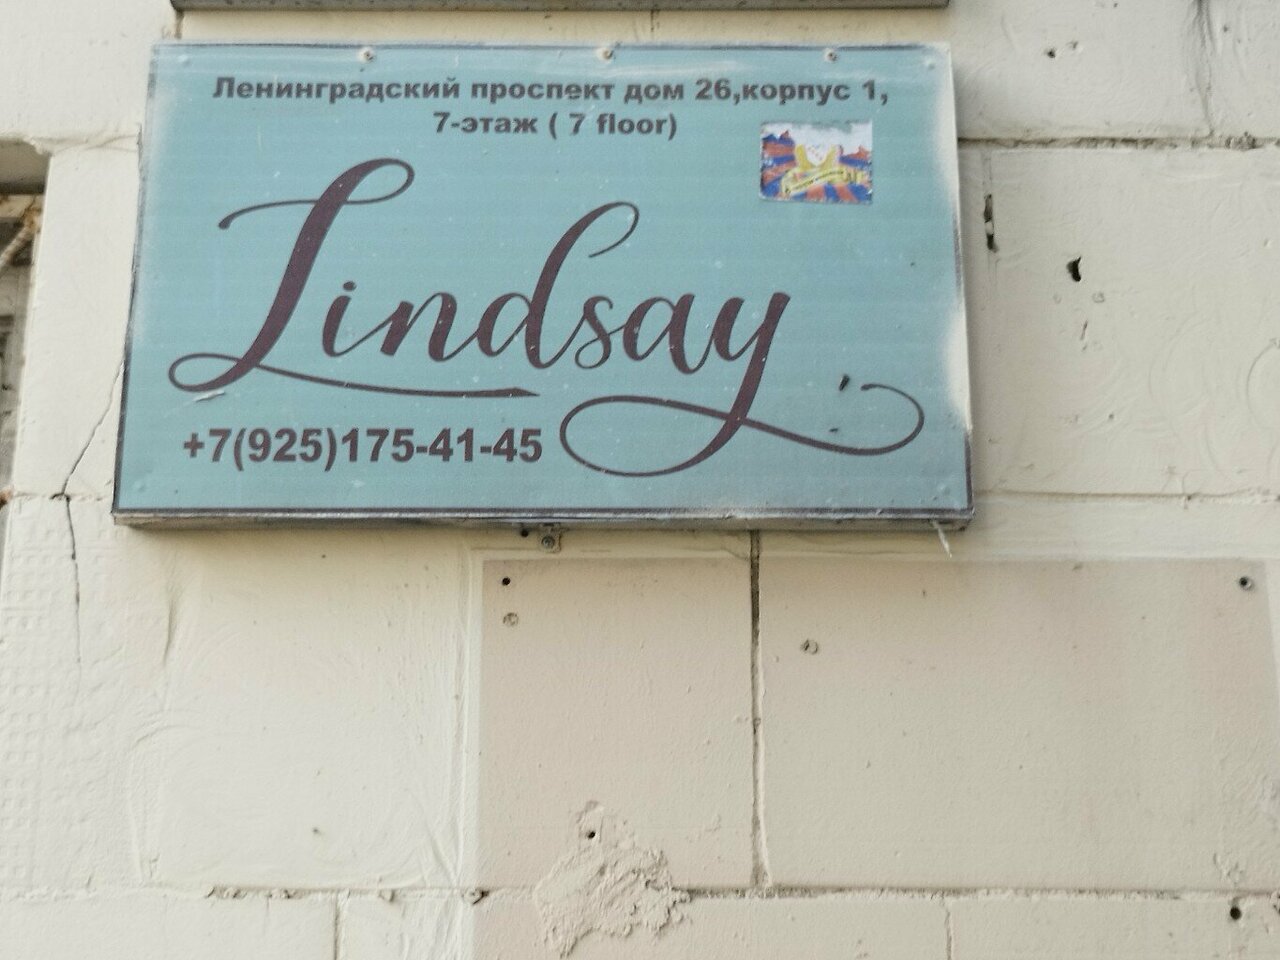 Ленинградский проспект дом 26,корпус 1,
7-этаж ( 7 floor)
Lindsay
+7(925)175-41-45